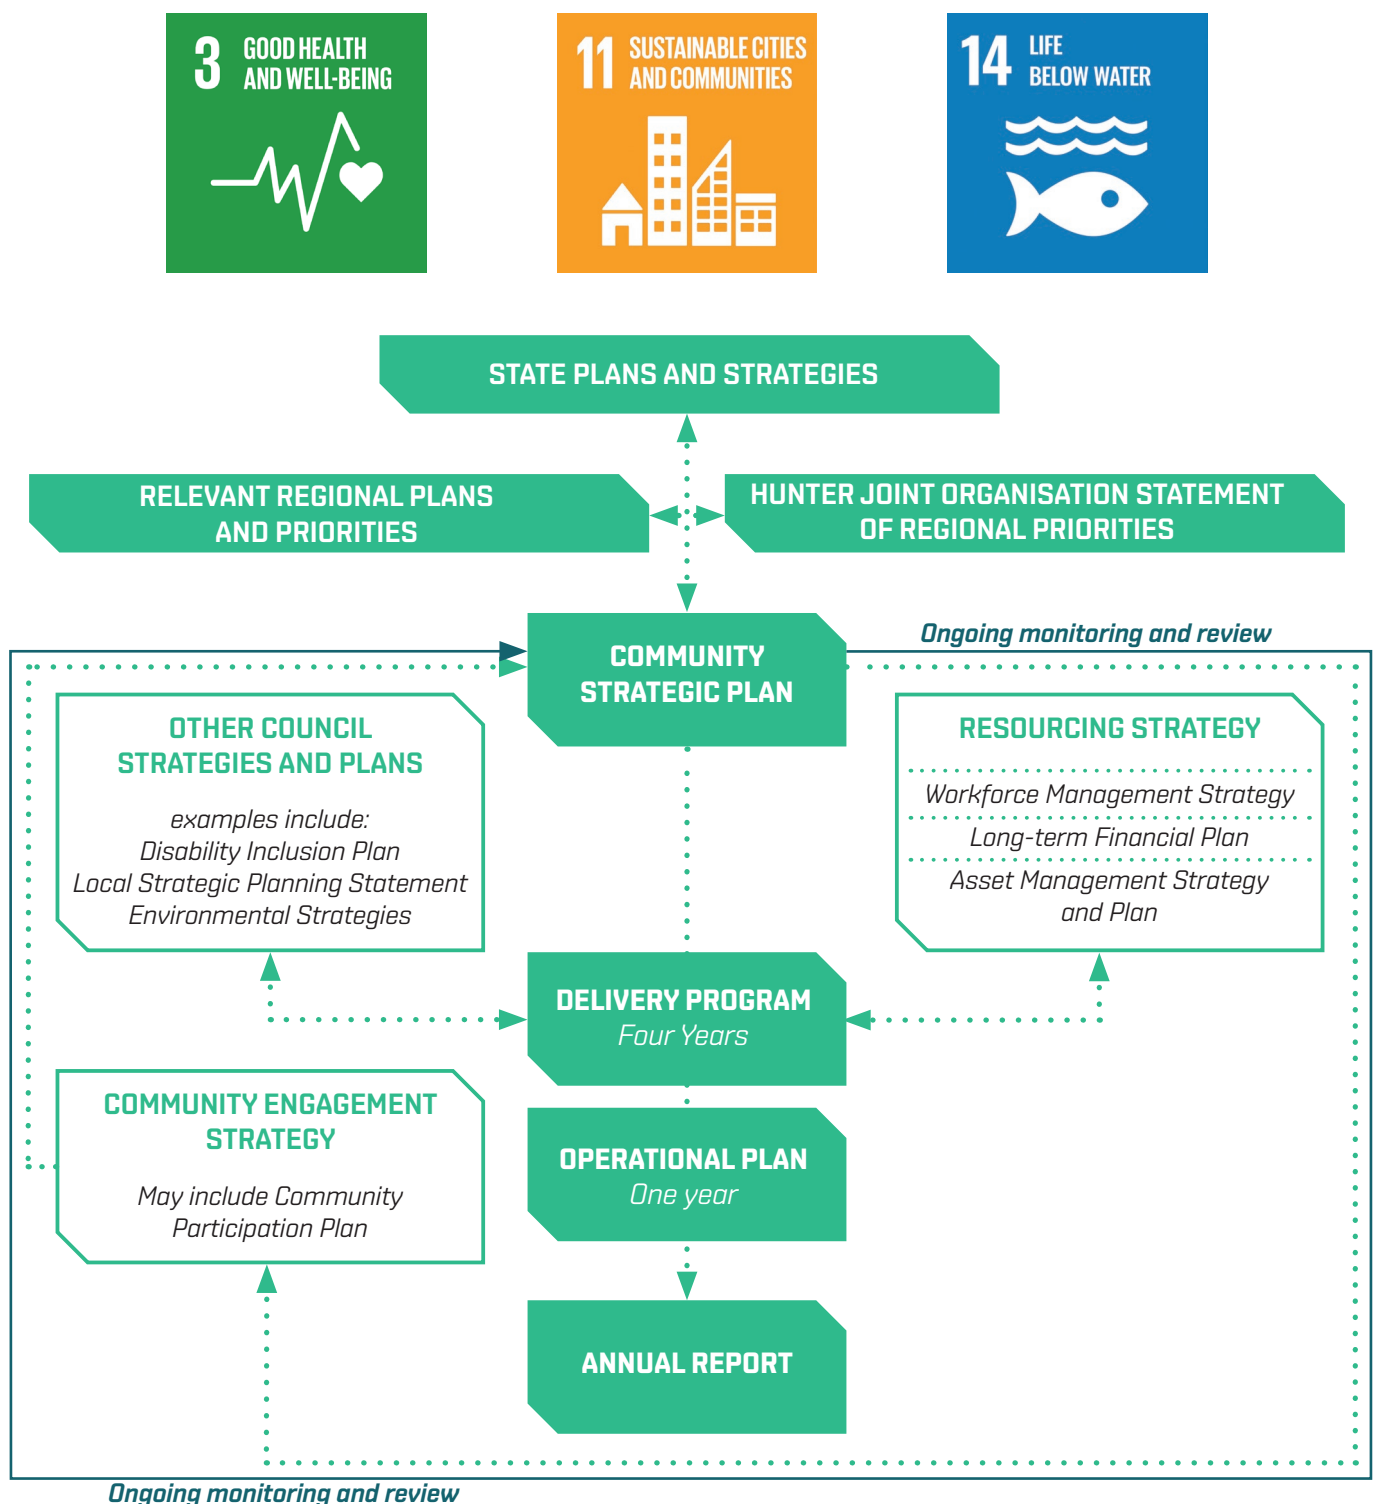 3 GOOD HEALTH
AND WELL-BEING
11 SUSTAINABLE CITIES
AND COMMUNITIES
14 LIFE
BELOW WATER
STATE PLANS AND STRATEGIES
RELEVANT REGIONAL PLANS
AND PRIORITIES
HUNTER JOINT ORGANISATION STATEMENT
OF REGIONAL PRIORITIES
COMMUNITY
STRATEGIC PLAN
Ongoing monitoring and review
OTHER COUNCIL
STRATEGIES AND PLANS
examples include:
Disability Inclusion Plan
Local Strategic Planning Statement
Environmental Strategies
RESOURCING STRATEGY
Workforce Management Strategy
Long-term Financial Plan
Asset Management Strategy
and Plan
DELIVERY PROGRAM
Four Years
COMMUNITY ENGAGEMENT
STRATEGY
May include Community
Participation Plan
OPERATIONAL PLAN
One year
ANNUAL REPORT
Ongoing monitoring and review